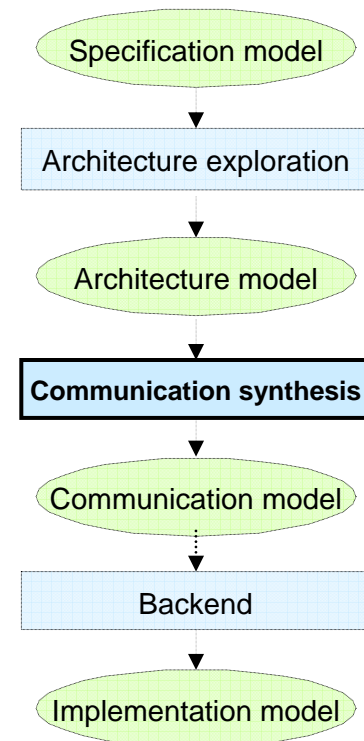 Specification model
Architecture exploration
Architecture model
Communication synthesis
Communication model
Backend
Implementation model